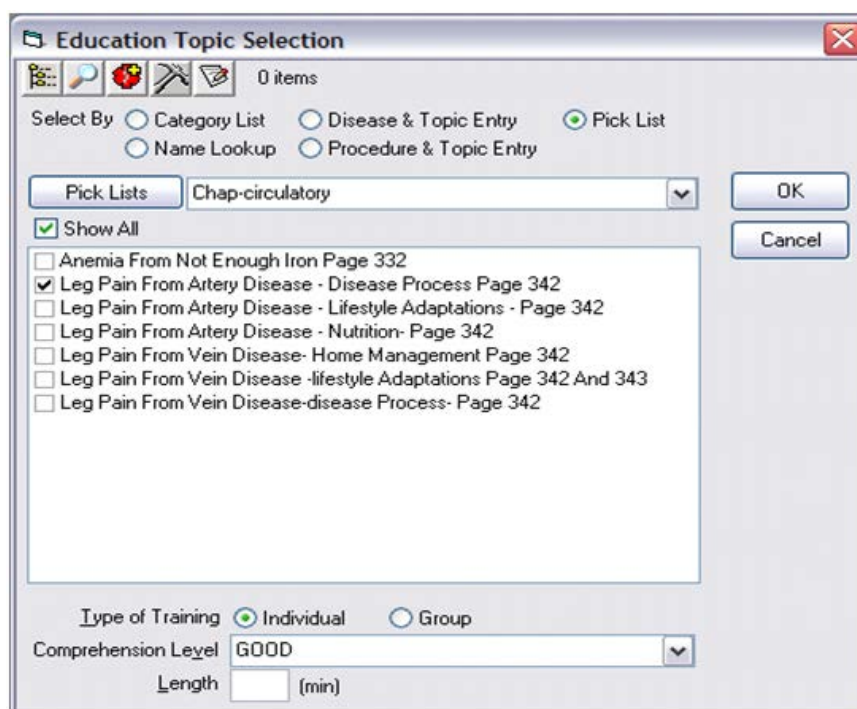 Education Topic Selection
0 items
Select By Category List Disease & Topic Entry Pick List
Name Lookup Procedure & Topic Entry
Pick Lists Chap-circulatory OK
Show All
Cancel
Anemia From Not Enough Iron Page 332
Leg Pain From Artery Disease - Disease Process Page 342
Leg Pain From Artery Disease - Lifestyle Adaptations - Page 342
Leg Pain From Artery Disease - Nutrition- Page 342
Leg Pain From Vein Disease- Home Management Page 342
Leg Pain From Vein Disease -lifestyle Adaptations Page 342 And 343
Leg Pain From Vein Disease-disease Process- Page 342
Type of Training Individual Group
Comprehension Level GOOD
Length (min)